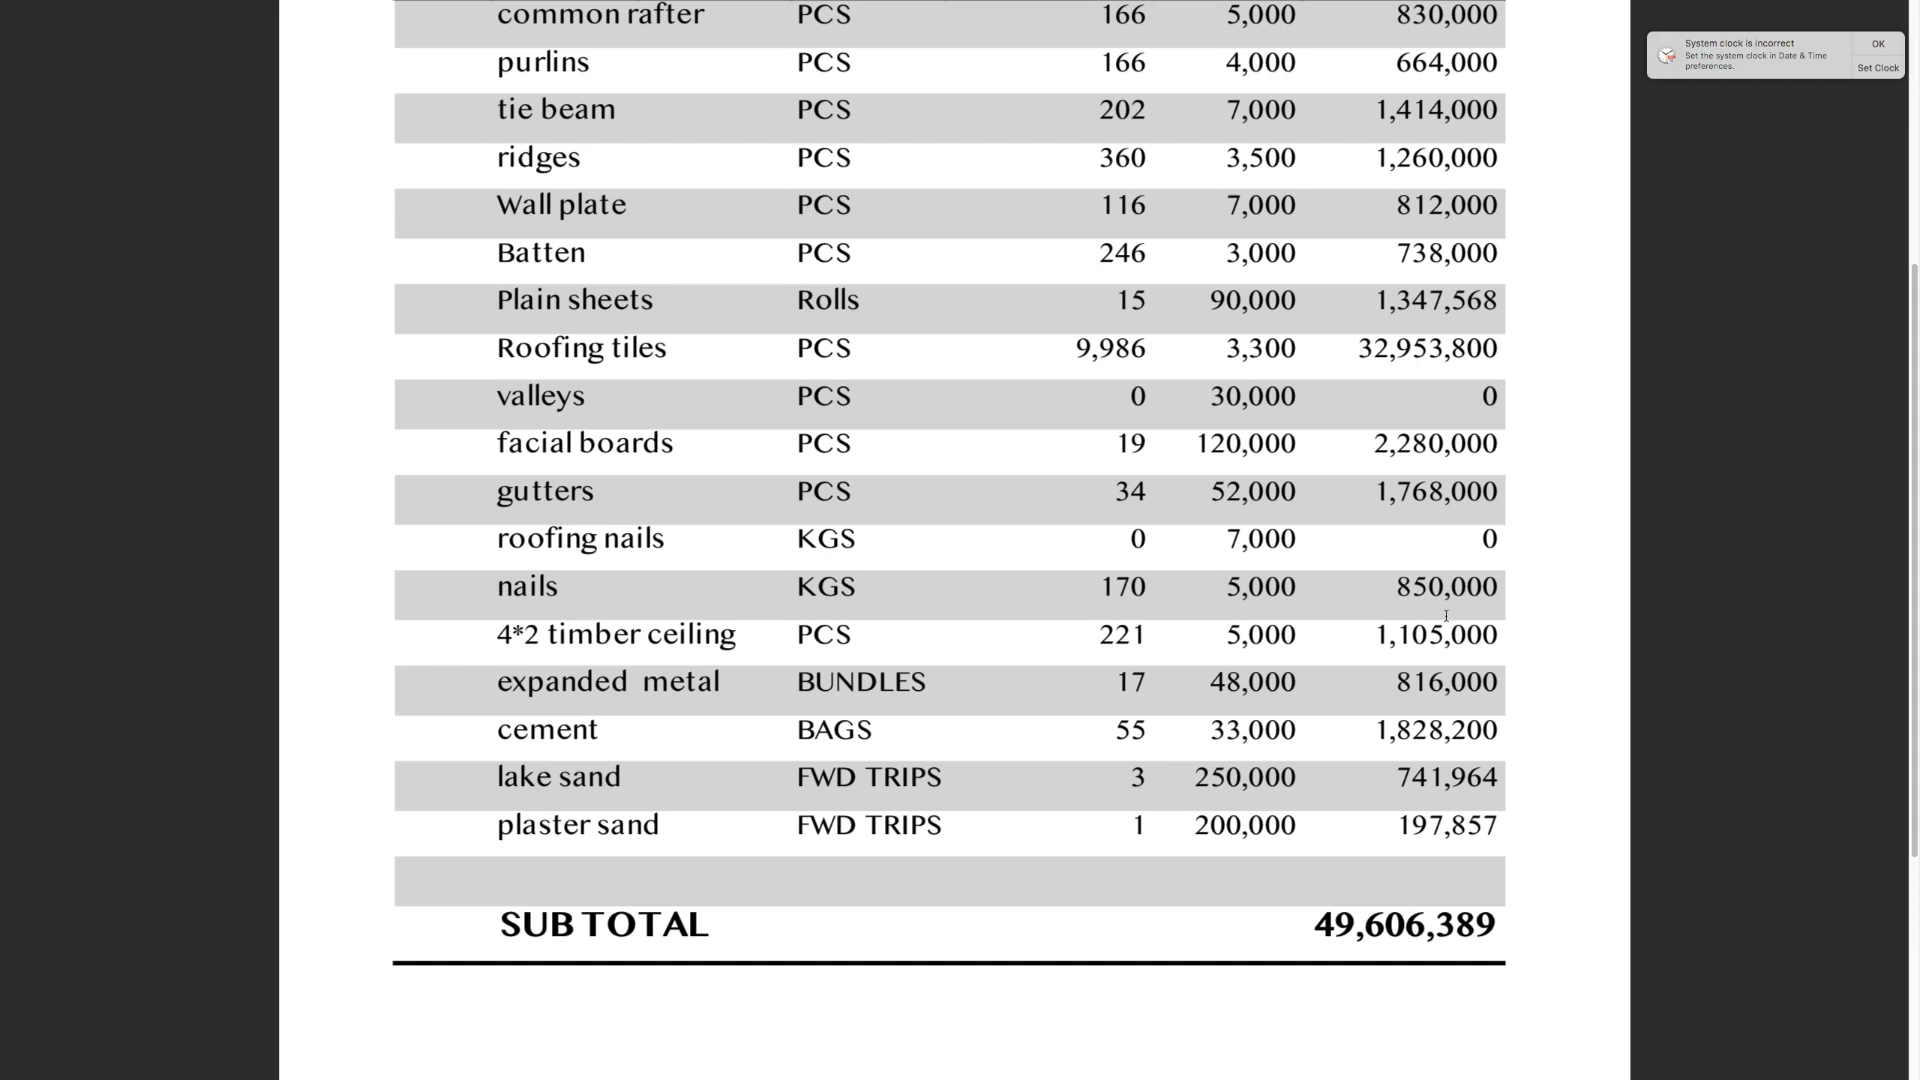 common rafter PCS 166 5,000 830,000
purlins PCS 166 4,000 664,000
tie beam PCS 202 7,000 1,414,000
ridges PCS 360 3,500 1,260,000
Wall plate PCS 116 7,000 812,000
Batten PCS 246 3,000 738,000
Plain sheets Rolls 15 90,000 1,347,568
Roofing tiles PCS 9,986 3,300 32,953,800
valleys PCS 0 30,000 0
facial boards PCS 19 120,000 2,280,000
gutters PCS 34 52,000 1,768,000
roofing nails KGS 0 7,000 0
nails KGS 170 5,000 850,000
4*2 timber ceiling PCS 221 5,000 1,105,000
expanded metal BUNDLES 17 48,000 816,000
cement BAGS 55 33,000 1,828,200
lake sand FWD TRIPS 3 250,000 741,964
plaster sand FWD TRIPS 1 200,000 197,857
SUB TOTAL 49,606,389
System clock is incorrect
Set the system clock in Date & Time
preferences.
OK
Set Clock